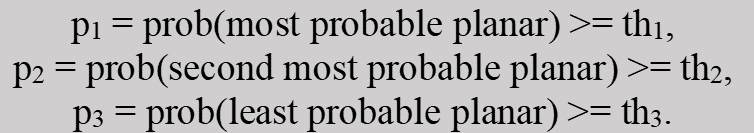 p₁ = prob(most probable planar) >= th₁,
p₂ = prob(second most probable planar) >= th₂,
p₃ = prob(least probable planar) >= th₃.